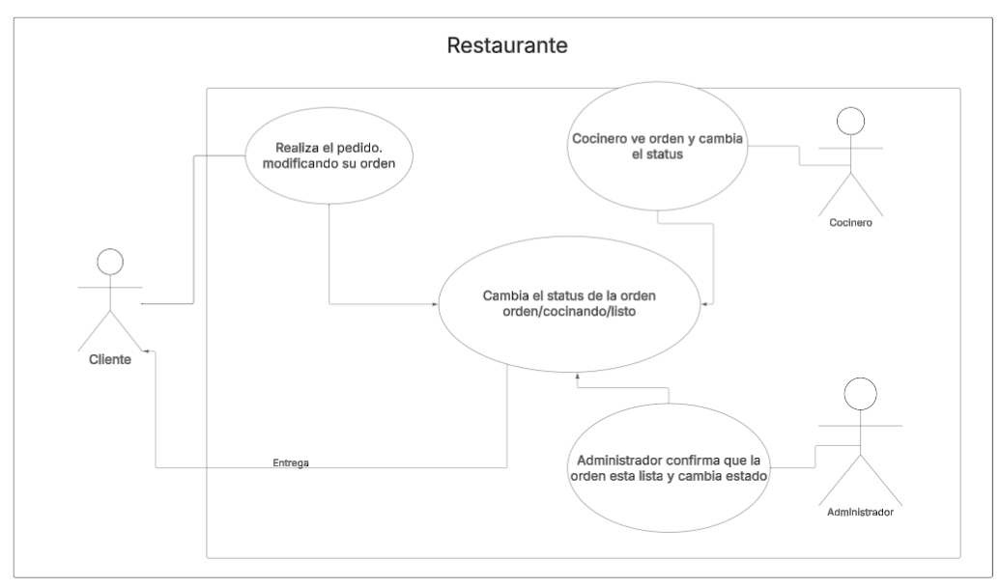 Restaurante
Realiza el pedido.
modificando su orden
Cocinero ve orden y cambia
el status
Cocinero
Cambia el status de la orden
orden/cocinando/listo
Cliente
Entrega
Administrador confirma que la
orden esta lista y cambia estado
Administrador